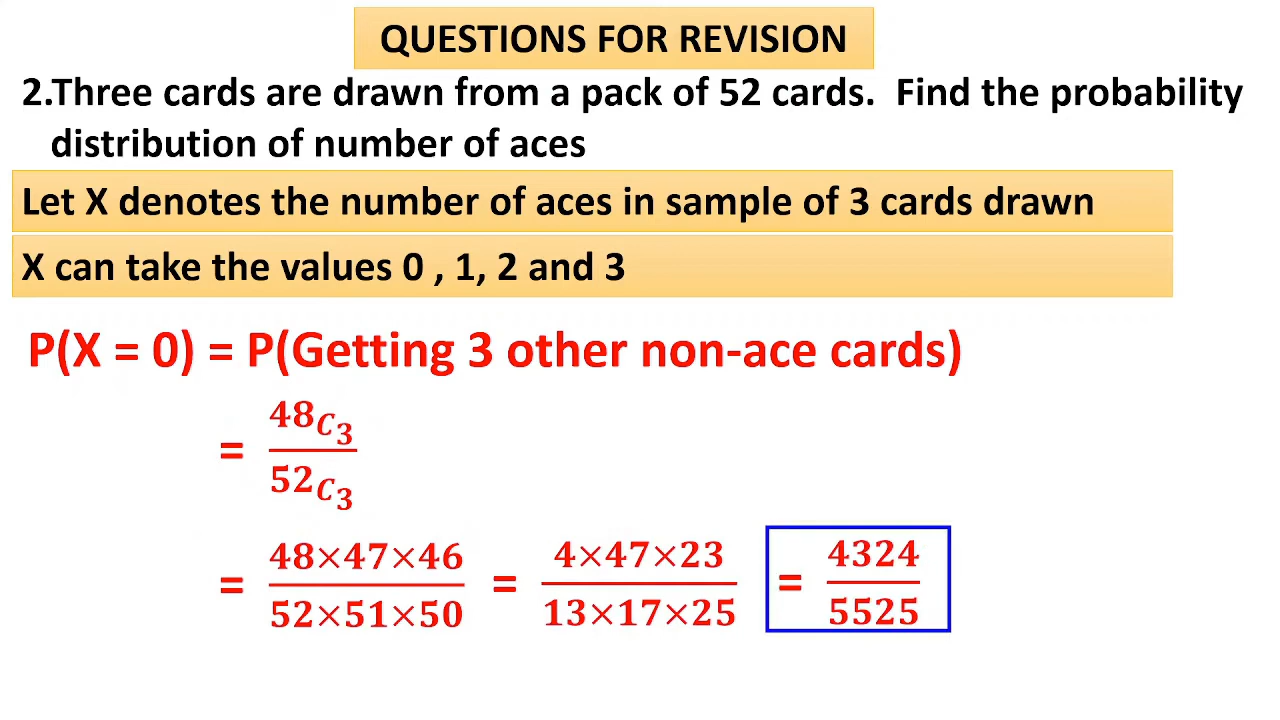 QUESTIONS FOR REVISION
2.Three cards are drawn from a pack of 52 cards. Find the probability
distribution of number of aces
Let X denotes the number of aces in sample of 3 cards drawn
X can take the values 0 , 1, 2 and 3
P(X = 0) = P(Getting 3 other non-ace cards)
= 48C3 / 52C3
= 48×47×46 / 52×51×50 = 4×47×23 / 13×17×25 = 4324 / 5525